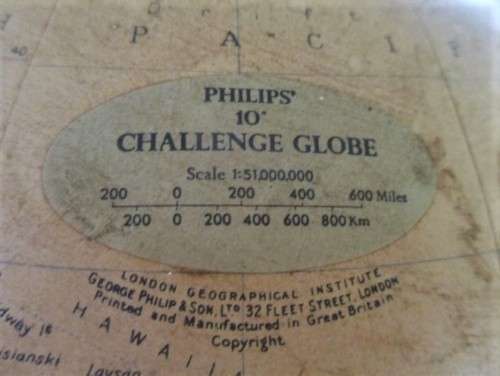 P A C I
40
PHILIPS'
10"
CHALLENGE GLOBE
Scale 1:51,000,000
200 0 200 400 600 Miles
200 0 200 400 600 800 Km
LONDON GEOGRAPHICAL INSTITUTE
GEORGE PHILIP & SON, LTD 32 FLEET STREET, LONDON
Printed and Manufactured in Great Britain
Copyright
H A W A I I
Laysan